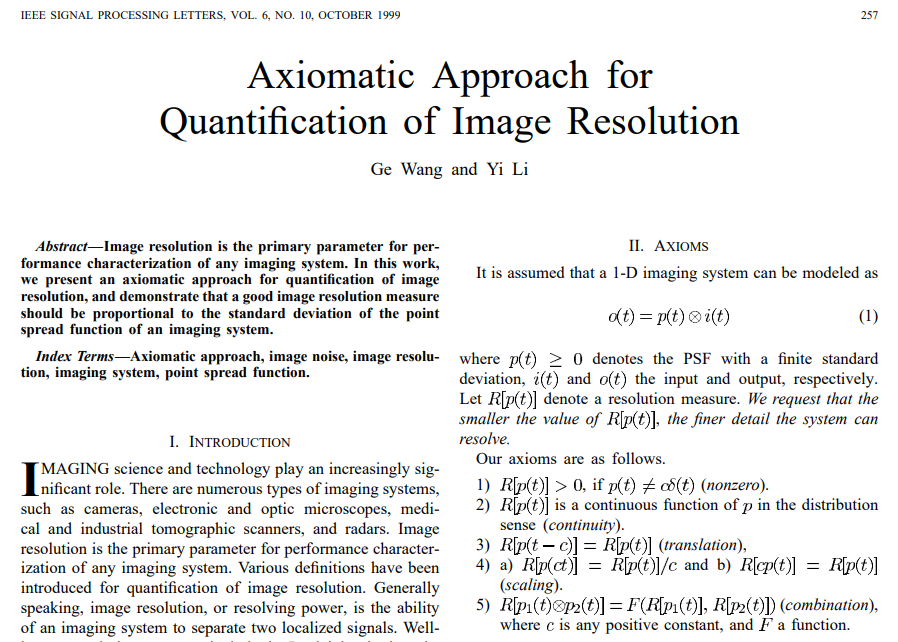 IEEE SIGNAL PROCESSING LETTERS, VOL. 6, NO. 10, OCTOBER 1999
257
Axiomatic Approach for
Quantification of Image Resolution
Ge Wang and Yi Li
Abstract—Image resolution is the primary parameter for per-
formance characterization of any imaging system. In this work,
we present an axiomatic approach for quantification of image
resolution, and demonstrate that a good image resolution measure
should be proportional to the standard deviation of the point
spread function of an imaging system.
Index Terms—Axiomatic approach, image noise, image resolu-
tion, imaging system, point spread function.
I. INTRODUCTION
IMAGING science and technology play an increasingly sig-
nificant role. There are numerous types of imaging systems,
such as cameras, electronic and optic microscopes, medi-
cal and industrial tomographic scanners, and radars. Image
resolution is the primary parameter for performance character-
ization of any imaging system. Various definitions have been
introduced for quantification of image resolution. Generally
speaking, image resolution, or resolving power, is the ability
of an imaging system to separate two localized signals. Well-
II. AXIOMS
It is assumed that a 1-D imaging system can be modeled as
o(t) = p(t) ⊗ i(t) (1)
where p(t) ≥ 0 denotes the PSF with a finite standard
deviation, i(t) and o(t) the input and output, respectively.
Let R[p(t)] denote a resolution measure. We request that the
smaller the value of R[p(t)], the finer detail the system can
resolve.
Our axioms are as follows.
1) R[p(t)] > 0, if p(t) ≠ cδ(t) (nonzero).
2) R[p(t)] is a continuous function of p in the distribution
sense (continuity).
3) R[p(t − c)] = R[p(t)] (translation),
4) a) R[p(ct)] = R[p(t)]/c and b) R[cp(t)] = R[p(t)]
(scaling).
5) R[p₁(t)⊗p₂(t)] = F(R[p₁(t)], R[p₂(t)]) (combination),
where c is any positive constant, and F a function.